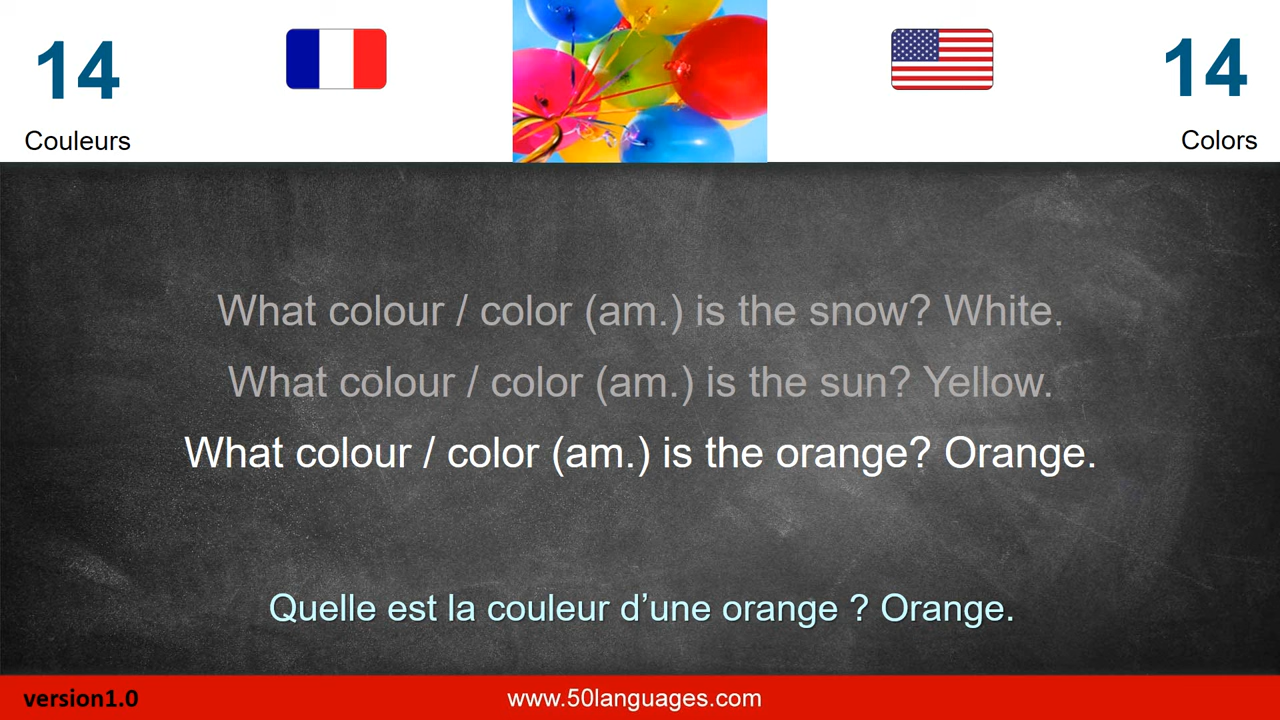 14
14
Couleurs
Colors
What colour / color (am.) is the snow? White.
What colour / color (am.) is the sun? Yellow.
What colour / color (am.) is the orange? Orange.
Quelle est la couleur d’une orange ? Orange.
version1.0
www.50languages.com